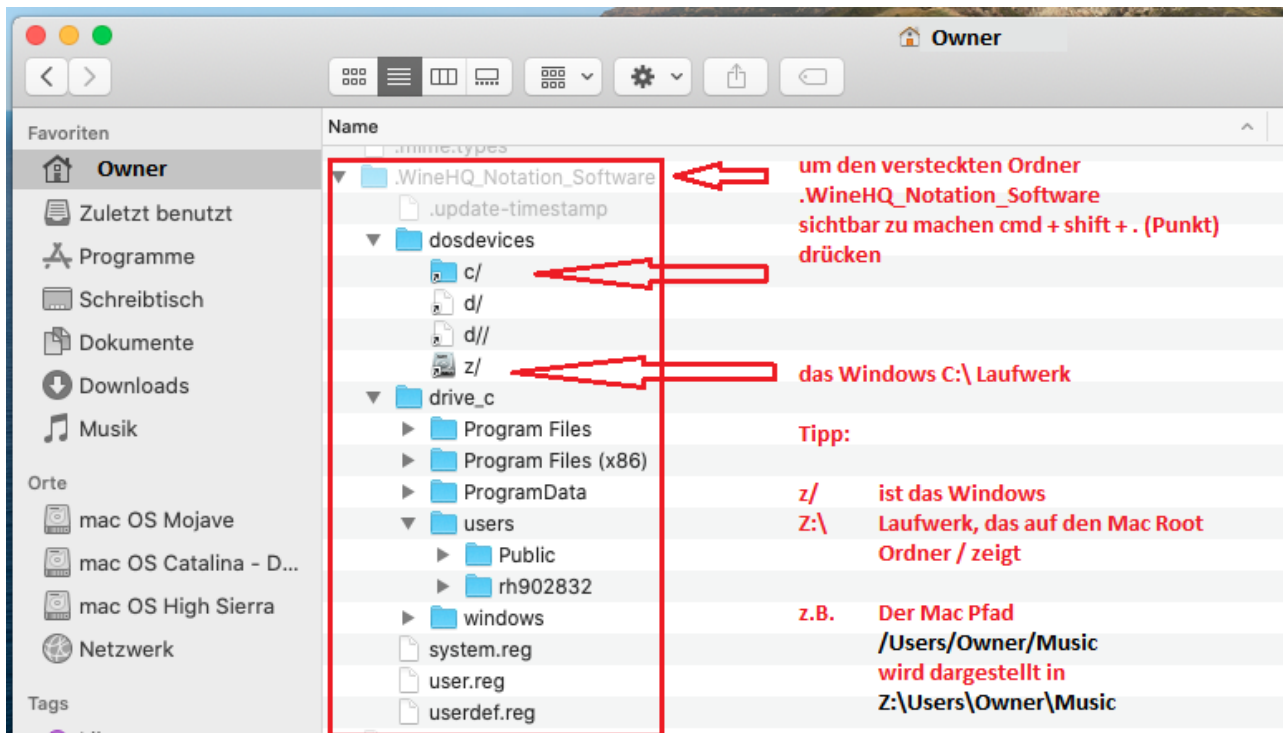 Owner
Favoriten
Owner
Zuletzt benutzt
Programme
Schreibtisch
Dokumente
Downloads
Musik
Orte
mac OS Mojave
mac OS Catalina - D...
mac OS High Sierra
Netzwerk
Tags
Name
.mime.types
.WineHQ_Notation_Software
.update-timestamp
dosdevices
c/
d/
d//
z/
drive_c
Program Files
Program Files (x86)
ProgramData
users
Public
rh902832
windows
system.reg
user.reg
userdef.reg
um den versteckten Ordner
.WineHQ_Notation_Software
sichtbar zu machen cmd + shift + . (Punkt)
drücken
das Windows C:\ Laufwerk
Tipp:
z/ ist das Windows
Z:\ Laufwerk, das auf den Mac Root
Ordner / zeigt
z.B. Der Mac Pfad
/Users/Owner/Music
wird dargestellt in
Z:\Users\Owner\Music